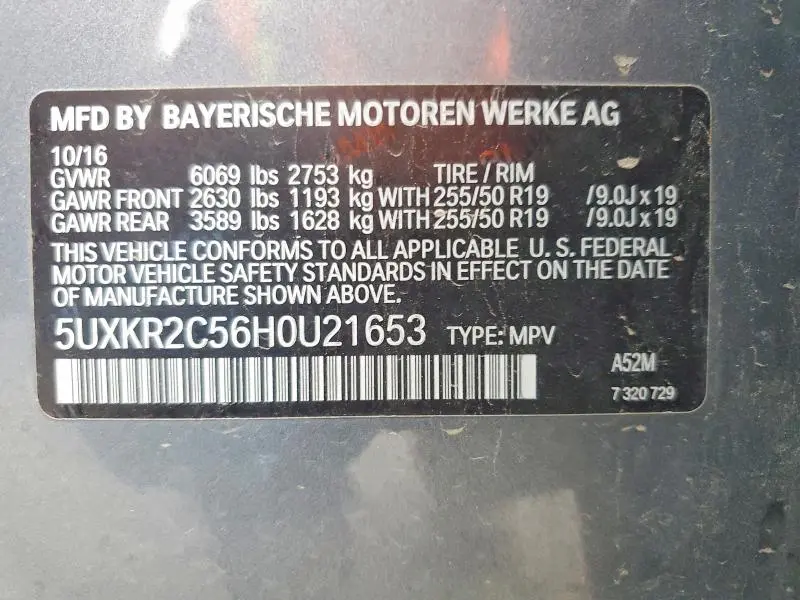 MFD BY BAYERISCHE MOTOREN WERKE AG
10/16
GVWR 6069 lbs 2753 kg TIRE / RIM
GAWR FRONT 2630 lbs 1193 kg WITH 255/50 R19 /9.0J x 19
GAWR REAR 3589 lbs 1628 kg WITH 255/50 R19 /9.0J x 19
THIS VEHICLE CONFORMS TO ALL APPLICABLE U. S. FEDERAL
MOTOR VEHICLE SAFETY STANDARDS IN EFFECT ON THE DATE
OF MANUFACTURE SHOWN ABOVE.
5UXKR2C56H0U21653 TYPE: MPV
A52M
7 320 729